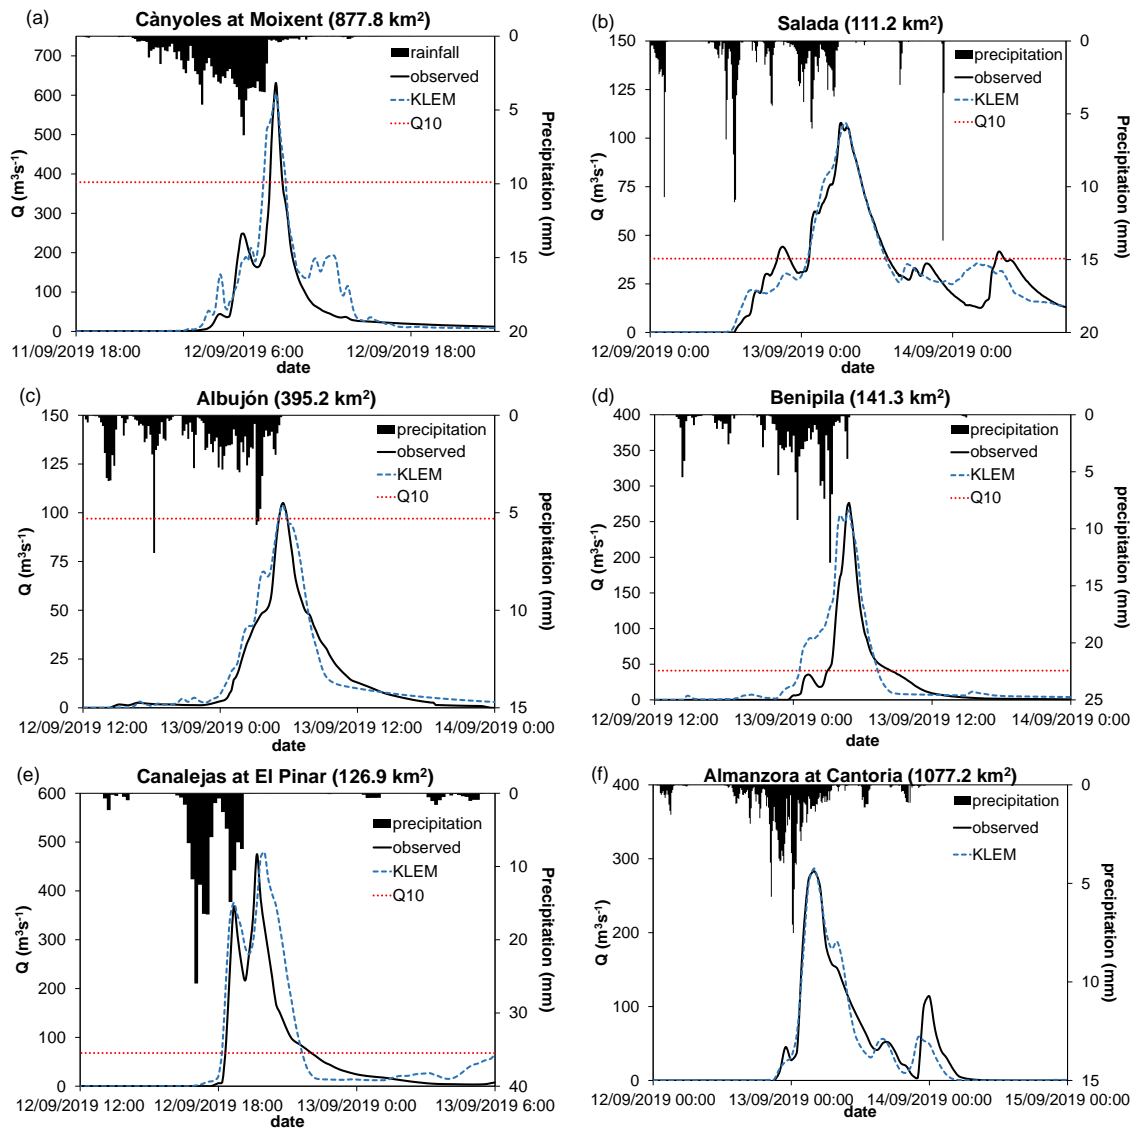 (a)
Cànyoles at Moixent (877.8 km²)
750
700
600
500
400
300
200
100
0
Q (m³s⁻¹)
0
5
10
15
20
Precipitation (mm)
rainfall
observed
KLEM
Q10
11/09/2019 18:00
12/09/2019 6:00
12/09/2019 18:00
date
(b)
Salada (111.2 km²)
150
125
100
75
50
25
0
Q (m³s⁻¹)
0
5
10
15
20
Precipitation (mm)
precipitation
observed
KLEM
Q10
12/09/2019 0:00
13/09/2019 0:00
14/09/2019 0:00
date
(c)
Albujón (395.2 km²)
150
125
100
75
50
25
0
Q (m³s⁻¹)
0
5
10
15
pecipitation (mm)
precipitation
observed
KLEM
Q10
12/09/2019 12:00
13/09/2019 0:00
13/09/2019 12:00
14/09/2019 0:00
date
(d)
Benipila (141.3 km²)
400
350
300
250
200
150
100
50
0
Q (m³s⁻¹)
0
5
10
15
20
25
precipitation (mm)
precipitation
observed
KLEM
Q10
12/09/2019 12:00
13/09/2019 0:00
13/09/2019 12:00
14/09/2019 0:00
date
(e)
Canalejas at El Pinar (126.9 km²)
600
500
400
300
200
100
0
Q (m³s⁻¹)
0
10
20
30
40
Precipitation (mm)
precipitation
observed
KLEM
Q10
12/09/2019 12:00
12/09/2019 18:00
13/09/2019 0:00
13/09/2019 6:00
date
(f)
Almanzora at Cantoria (1077.2 km²)
400
300
200
100
0
Q (m³s⁻¹)
0
5
10
15
precipitation (mm)
precipitation
observed
KLEM
12/09/2019 00:00
13/09/2019 00:00
14/09/2019 00:00
15/09/2019 00:00
date